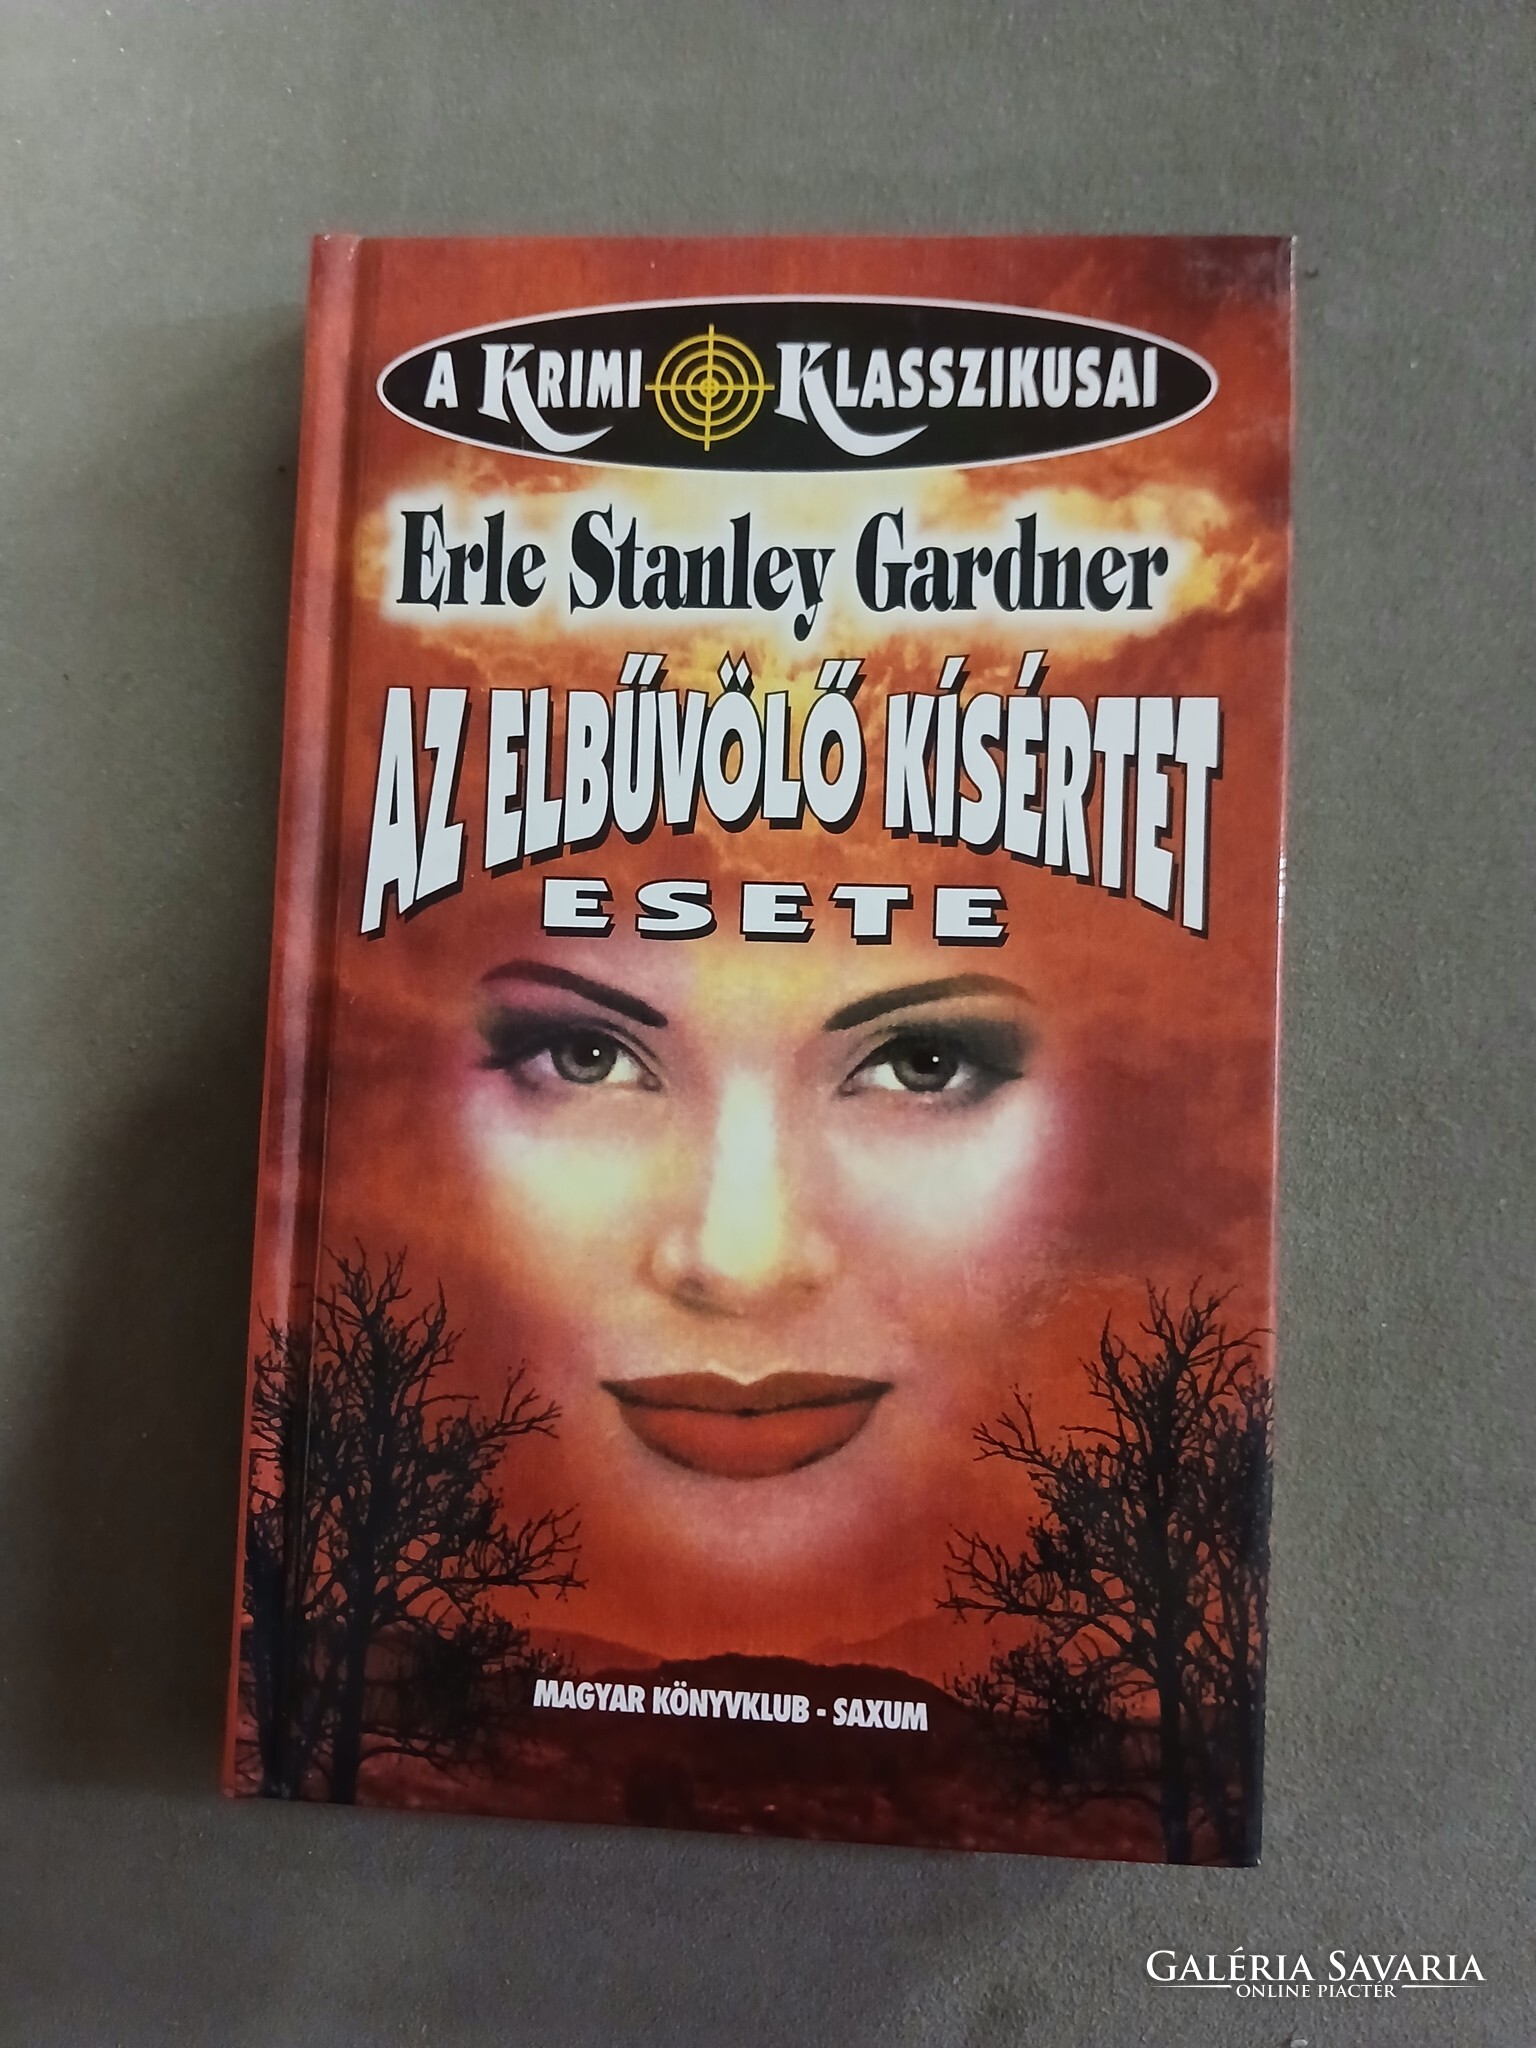 A KRIMI KLASSZIKUSAI
Erle Stanley Gardner
AZ ELBŰVÖLŐ KÍSÉRTET
ESETE
MAGYAR KÖNYVKLUB - SAXUM
GALÉRIA SAVARIA
ONLINE PIACTÉR